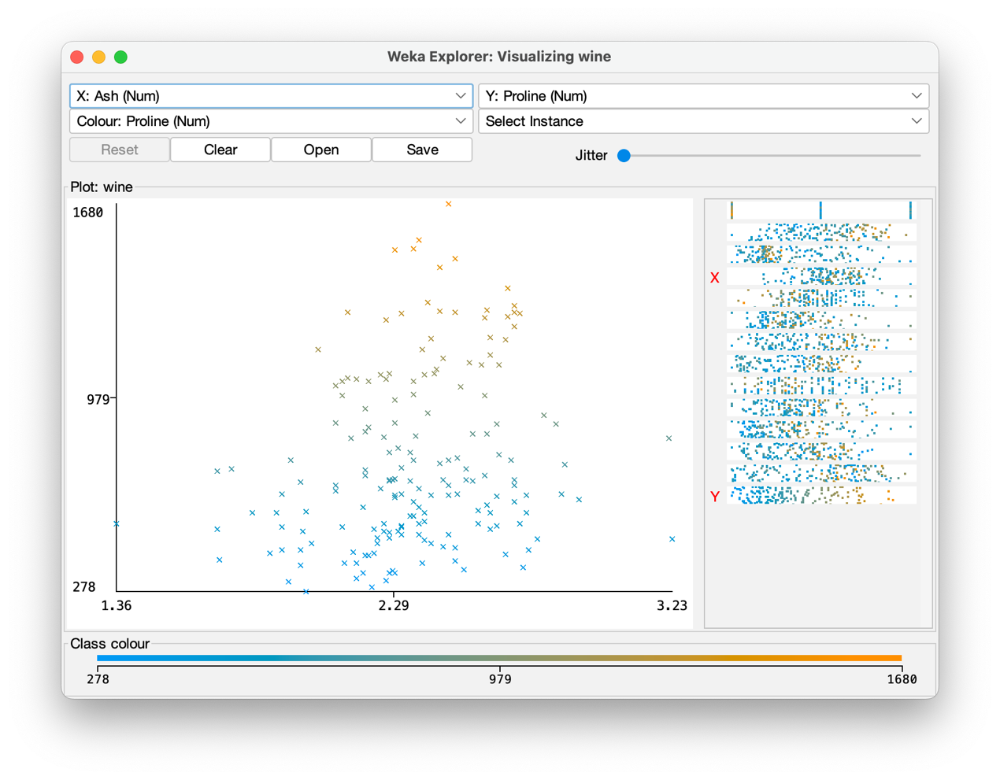 Weka Explorer: Visualizing wine
X: Ash (Num)
Y: Proline (Num)
Colour: Proline (Num)
Select Instance
Reset
Clear
Open
Save
Jitter
Plot: wine
1680
979
278
1.36
2.29
3.23
X
Y
Class colour
278
979
1680